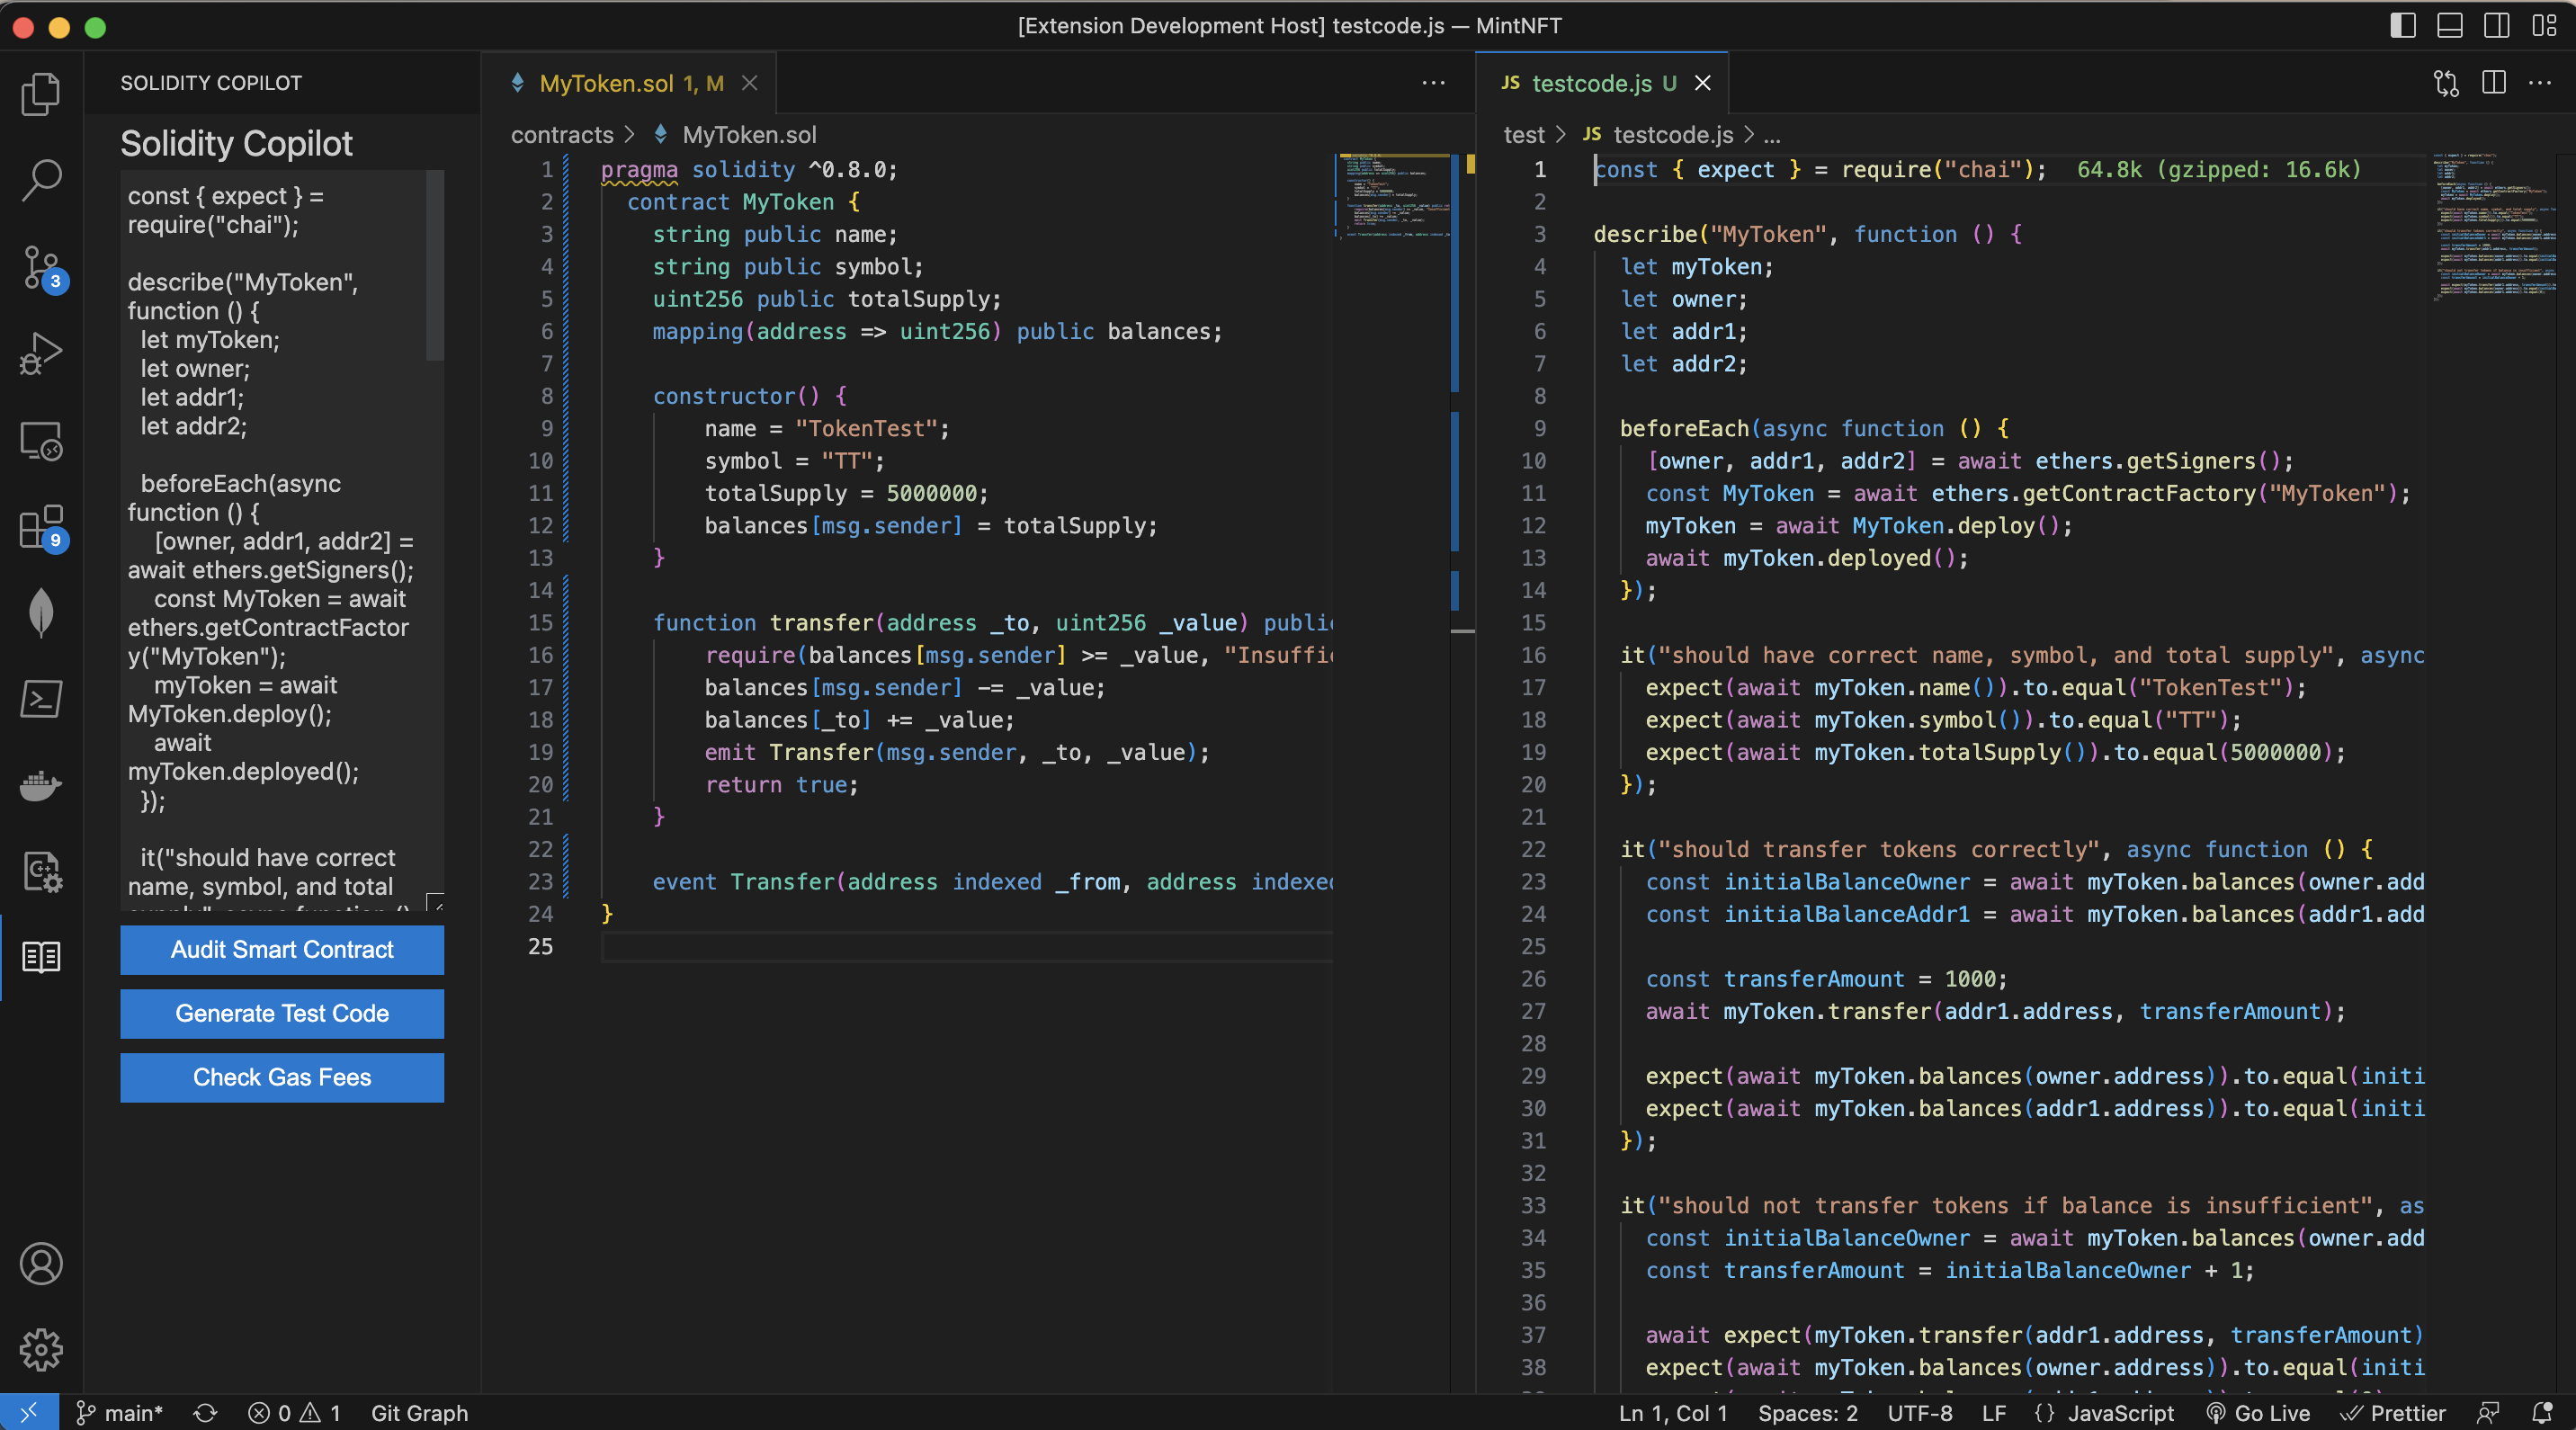 [Extension Development Host] testcode.js — MintNFT
SOLIDITY COPILOT
Solidity Copilot
const { expect } =
require("chai");
describe("MyToken",
function () {
let myToken;
let owner;
let addr1;
let addr2;
beforeEach(async
function () {
[owner, addr1, addr2] =
await ethers.getSigners();
const MyToken = await
ethers.getContractFactor
y("MyToken");
myToken = await
MyToken.deploy();
await
myToken.deployed();
});
it("should have correct
name, symbol, and total
Audit Smart Contract
Generate Test Code
Check Gas Fees
3
9
MyToken.sol 1, M
contracts > MyToken.sol
1 pragma solidity ^0.8.0;
2 contract MyToken {
3 string public name;
4 string public symbol;
5 uint256 public totalSupply;
6 mapping(address => uint256) public balances;
7
8 constructor() {
9 name = "TokenTest";
10 symbol = "TT";
11 totalSupply = 5000000;
12 balances[msg.sender] = totalSupply;
13 }
14
15 function transfer(address _to, uint256 _value) public
16 require(balances[msg.sender] >= _value, "Insuffi
17 balances[msg.sender] -= _value;
18 balances[_to] += _value;
19 emit Transfer(msg.sender, _to, _value);
20 return true;
21 }
22
23 event Transfer(address indexed _from, address indexed
24 }
25
JS testcode.js U
test > JS testcode.js > ...
1 const { expect } = require("chai"); 64.8k (gzipped: 16.6k)
2
3 describe("MyToken", function () {
4 let myToken;
5 let owner;
6 let addr1;
7 let addr2;
8
9 beforeEach(async function () {
10 [owner, addr1, addr2] = await ethers.getSigners();
11 const MyToken = await ethers.getContractFactory("MyToken");
12 myToken = await MyToken.deploy();
13 await myToken.deployed();
14 });
15
16 it("should have correct name, symbol, and total supply", async
17 expect(await myToken.name()).to.equal("TokenTest");
18 expect(await myToken.symbol()).to.equal("TT");
19 expect(await myToken.totalSupply()).to.equal(5000000);
20 });
21
22 it("should transfer tokens correctly", async function () {
23 const initialBalanceOwner = await myToken.balances(owner.add
24 const initialBalanceAddr1 = await myToken.balances(addr1.add
25
26 const transferAmount = 1000;
27 await myToken.transfer(addr1.address, transferAmount);
28
29 expect(await myToken.balances(owner.address)).to.equal(initi
30 expect(await myToken.balances(addr1.address)).to.equal(initi
31 });
32
33 it("should not transfer tokens if balance is insufficient", as
34 const initialBalanceOwner = await myToken.balances(owner.add
35 const transferAmount = initialBalanceOwner + 1;
36
37 await expect(myToken.transfer(addr1.address, transferAmount)
38 expect(await myToken.balances(owner.address)).to.equal(initi
main* 0 1 Git Graph
Ln 1, Col 1 Spaces: 2 UTF-8 LF {} JavaScript Go Live Prettier